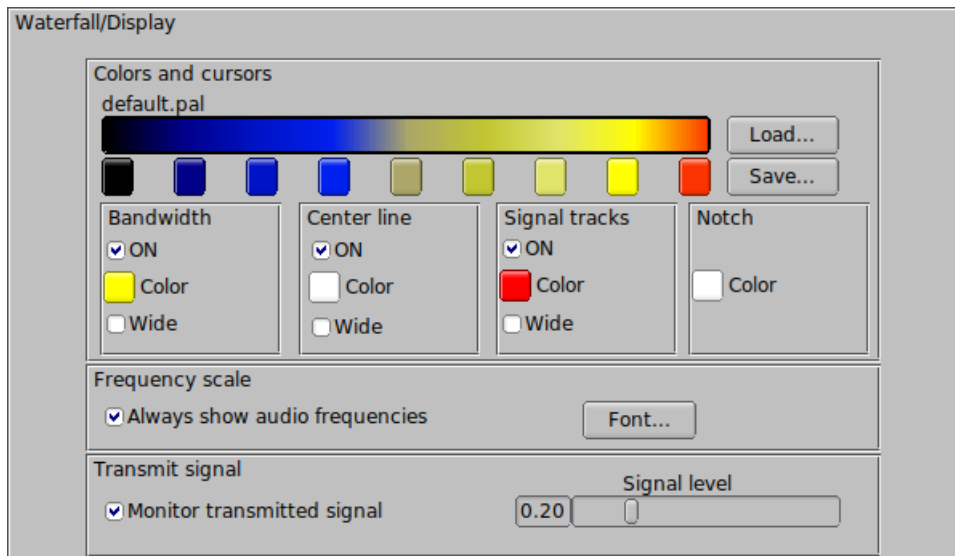 Waterfall/Display
Colors and cursors
default.pal
Load...
Save...
Bandwidth
ON
Color
Wide
Center line
ON
Color
Wide
Signal tracks
ON
Color
Wide
Notch
Color
Frequency scale
Always show audio frequencies
Font...
Transmit signal
Signal level
Monitor transmitted signal
0.20